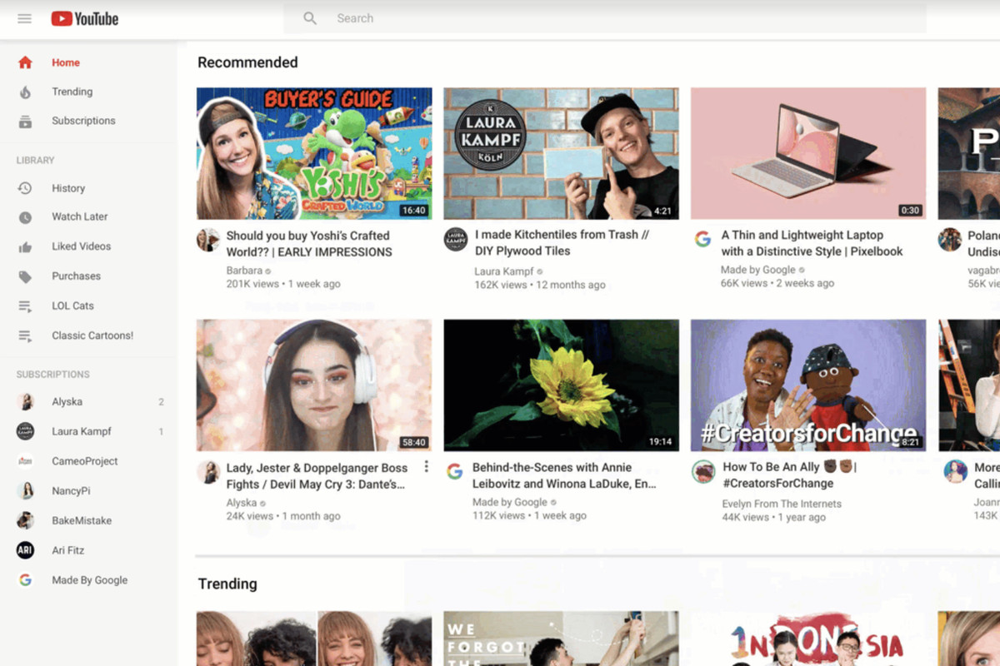 YouTube
Search
Home
Trending
Subscriptions
LIBRARY
History
Watch Later
Liked Videos
Purchases
LOL Cats
Classic Cartoons!
SUBSCRIPTIONS
Alyska 2
Laura Kampf 1
CameoProject
NancyPi
BakeMistake
ARI Ari Fitz
Made By Google
Recommended
BUYER'S GUIDE
YOSHI'S
CRAFTED WORLD
16:40
Should you buy Yoshi's Crafted
World?? | EARLY IMPRESSIONS
Barbara
201K views • 1 week ago
K
LAURA
KAMPF
KÖLN
4:21
I made Kitchentiles from Trash //
DIY Plywood Tiles
Laura Kampf
162K views • 12 months ago
0:30
A Thin and Lightweight Laptop
with a Distinctive Style | Pixelbook
Made by Google
66K views • 2 weeks ago
P
Polan
Undis
vagabr
56K vie
58:40
Lady, Jester & Doppelganger Boss
Fights / Devil May Cry 3: Dante's...
Alyska
24K views • 1 month ago
19:14
Behind-the-Scenes with Annie
Leibovitz and Winona LaDuke, En...
Made by Google
112K views • 1 week ago
#CreatorsforChange
8:21
How To Be An Ally ✊🏿✊🏾 |
#CreatorsForChange
Evelyn From The Internets
44K views • 1 year ago
More
Callin
Joann
143K
Trending
WE
FORGOT
THE
1NDONESIA